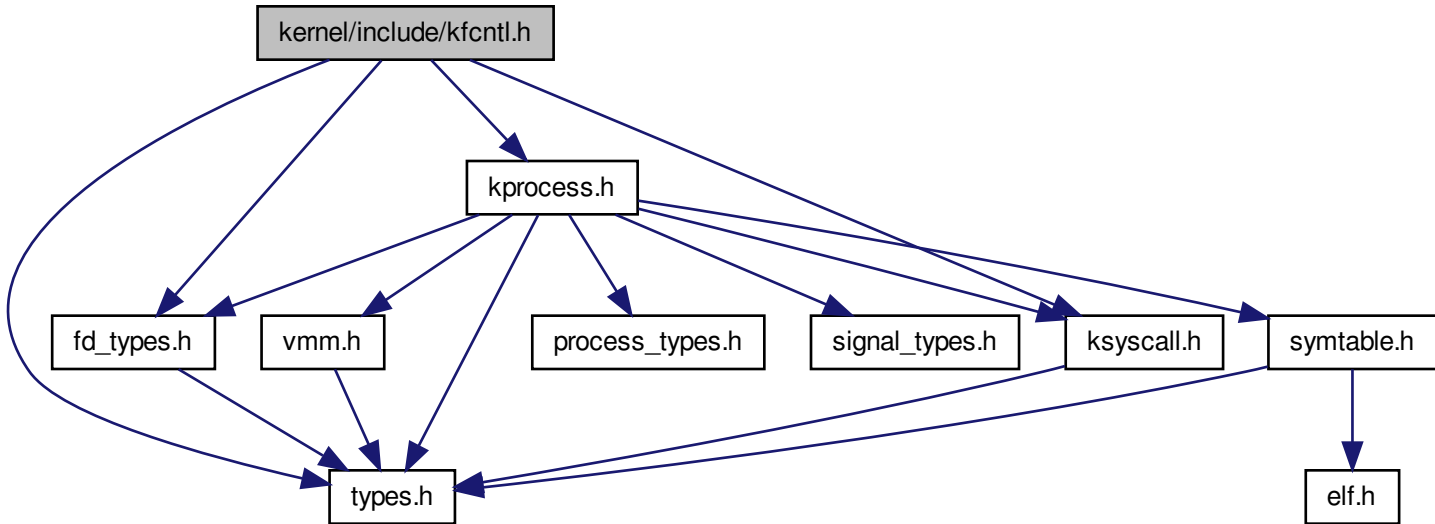 kernel/include/kfcntl.h
kprocess.h
fd_types.h
vmm.h
process_types.h
signal_types.h
ksyscall.h
symtable.h
types.h
elf.h